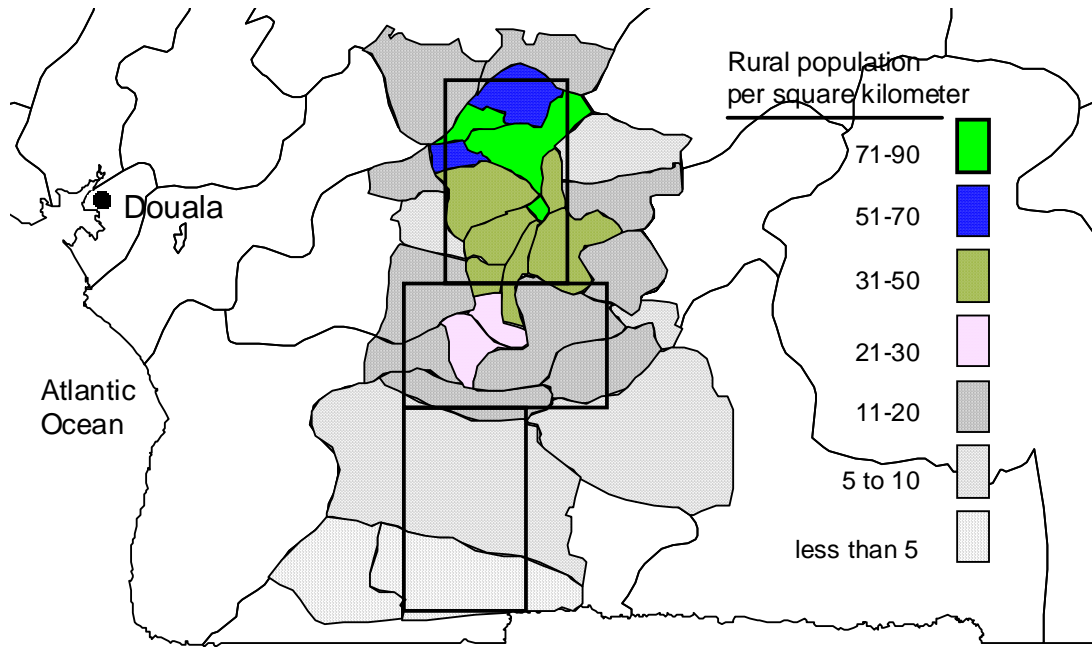 Rural population
per square kilometer
71-90
Douala
51-70
31-50
21-30
Atlantic
Ocean
11-20
5 to 10
less than 5